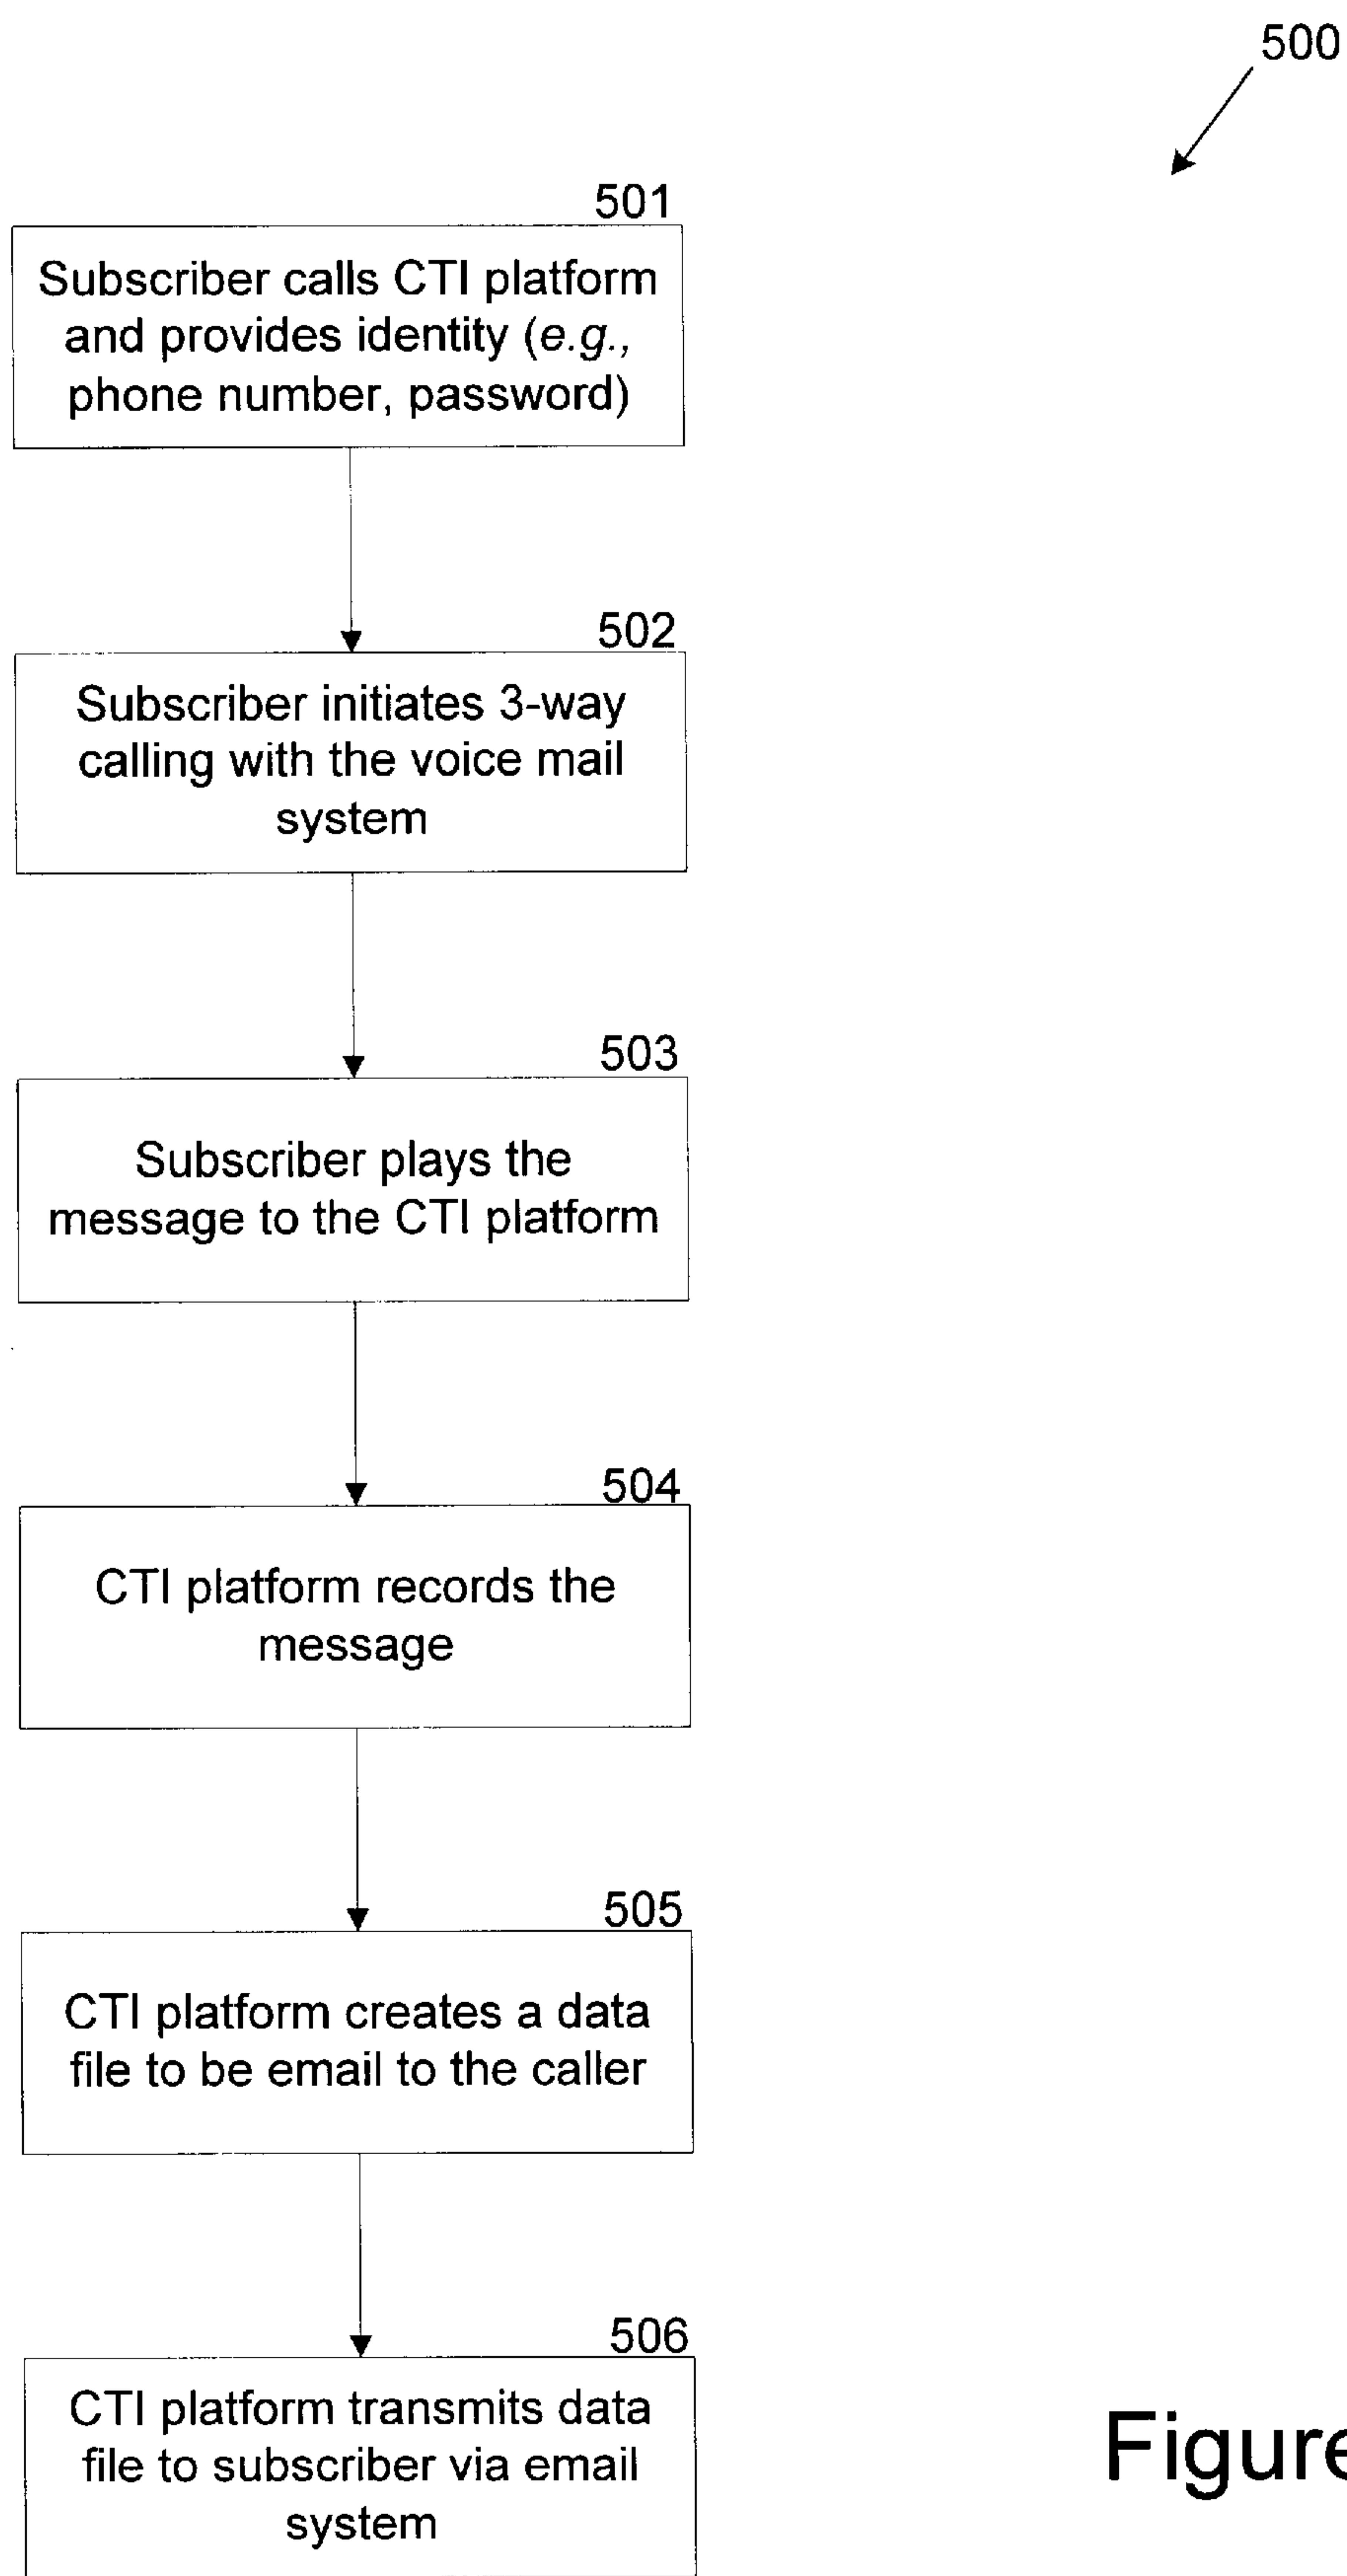 500
501
Subscriber calls CTI platform
and provides identity (e.g.,
phone number, password)
502
Subscriber initiates 3-way
calling with the voice mail
system
503
Subscriber plays the
message to the CTI platform
504
CTI platform records the
message
505
CTI platform creates a data
file to be email to the caller
506
CTI platform transmits data
file to subscriber via email
system
Figure